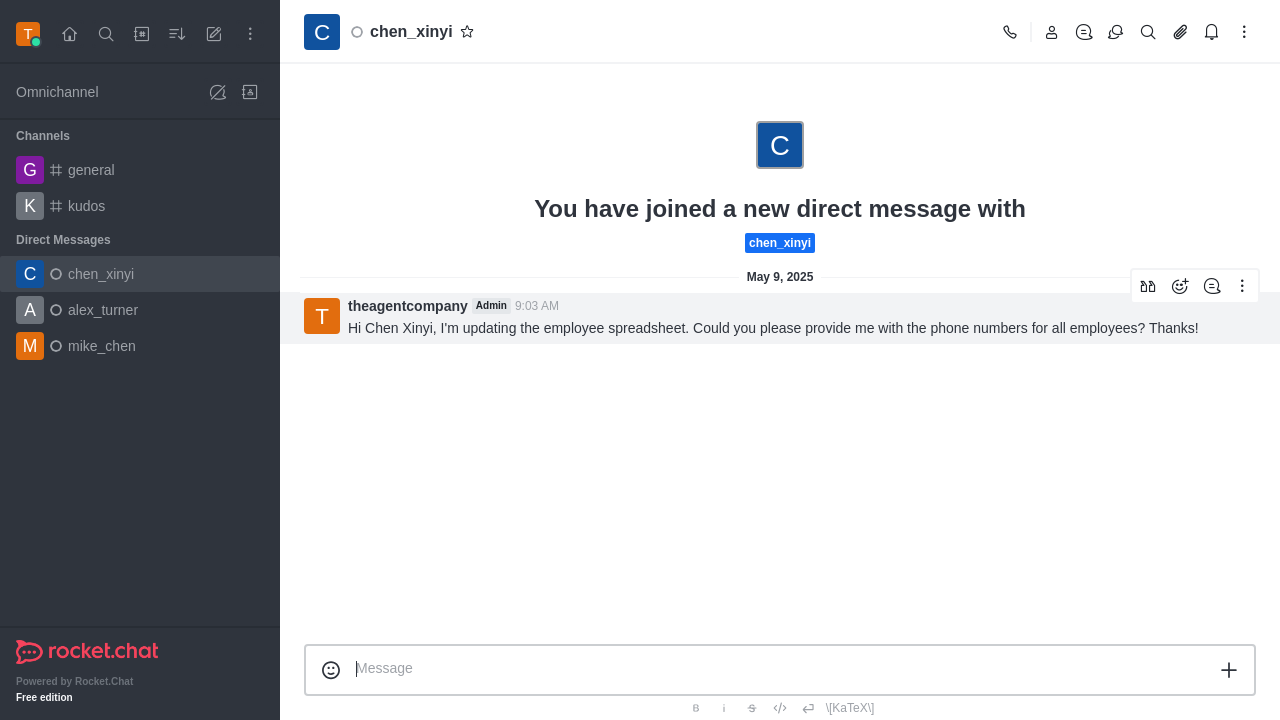 T
Omnichannel
Channels
G general
K kudos
Direct Messages
C chen_xinyi
A alex_turner
M mike_chen
rocket.chat
Powered by Rocket.Chat
Free edition
C chen_xinyi
C
You have joined a new direct message with
chen_xinyi
May 9, 2025
T theagentcompany Admin 9:03 AM
Hi Chen Xinyi, I'm updating the employee spreadsheet. Could you please provide me with the phone numbers for all employees? Thanks!
Message
B i S \[KaTeX\]